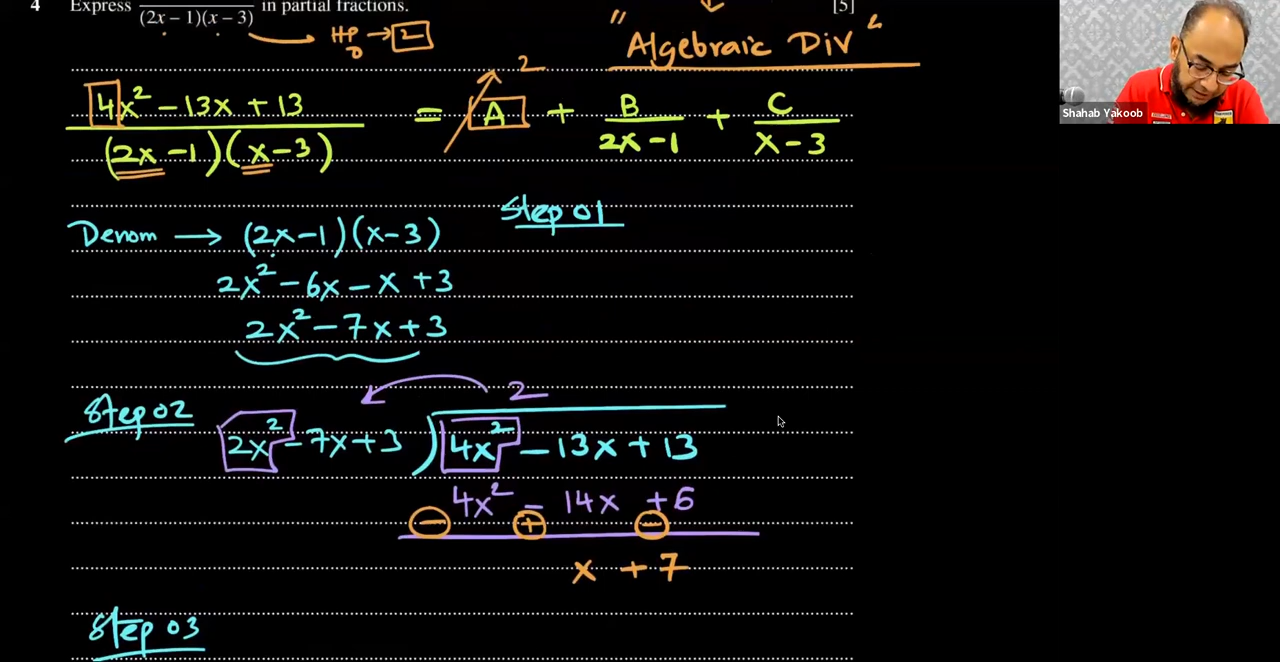 4 Express (2x − 1)(x − 3) in partial fractions. [5]
HP → 2
" Algebraic Div "
4x² − 13x + 13 / (2x − 1)(x − 3) = A 2 + B / 2x − 1 + C / x − 3
Step 01
Denom → (2x − 1)(x − 3)
2x² − 6x − x + 3
2x² − 7x + 3
Step 02
2
2x² − 7x + 3 ) 4x² − 13x + 13
4x² − 14x + 6
− + −
x + 7
Step 03
Shahab Yakoob